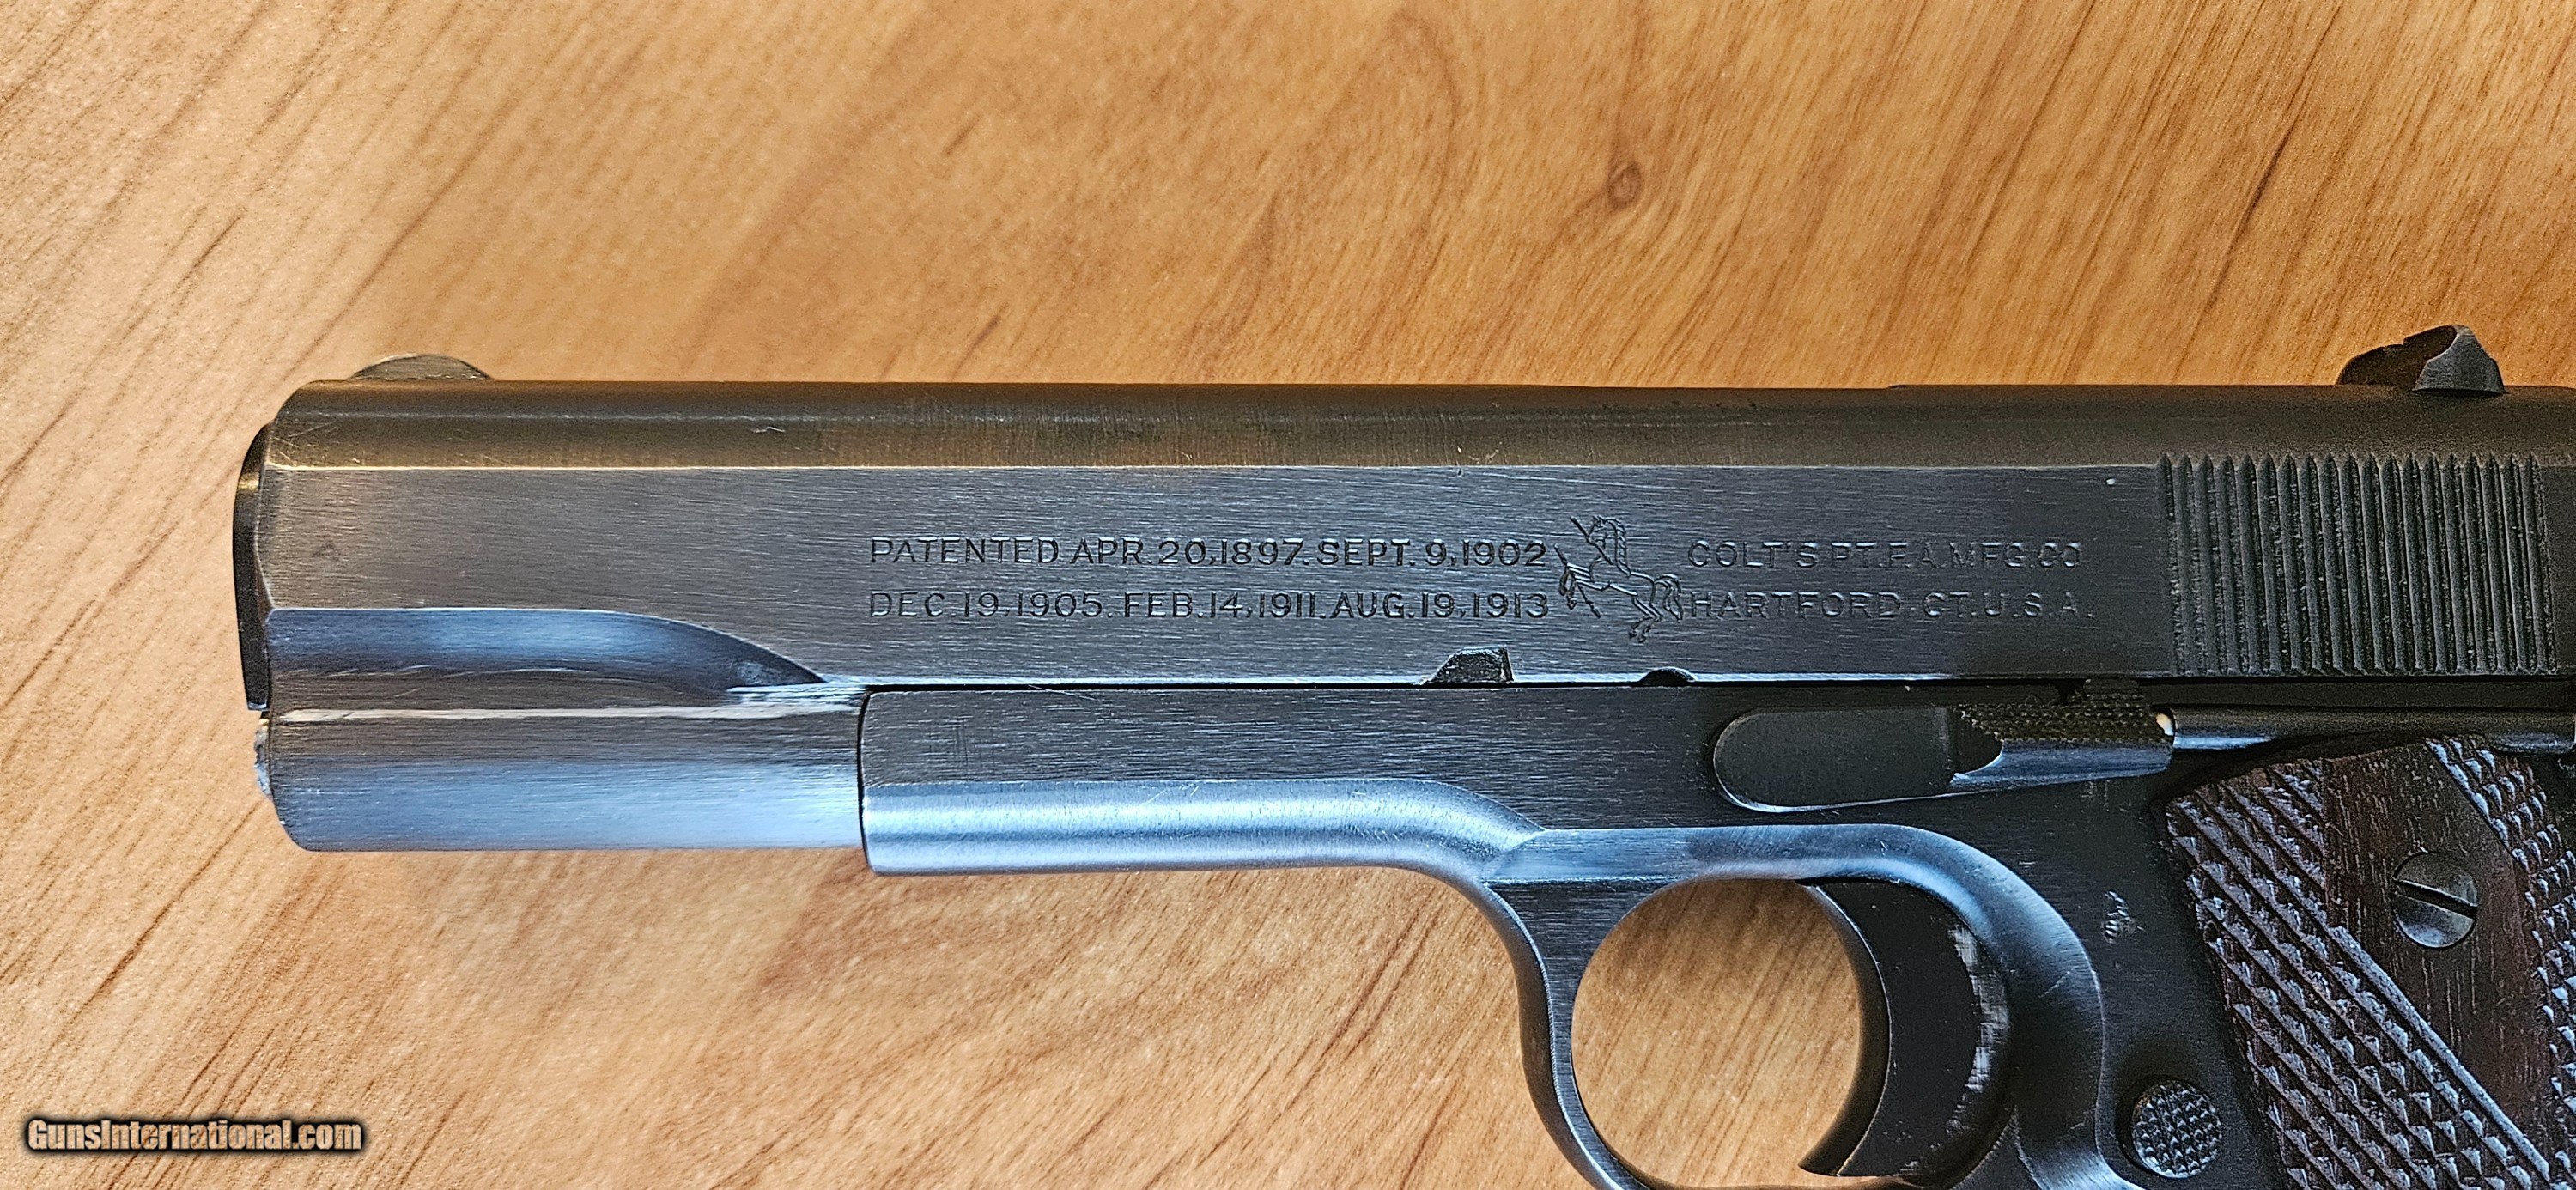 PATENTED APR. 20, 1897. SEPT. 9, 1902
DEC. 19, 1905. FEB. 14, 1911. AUG. 19, 1913
COLT'S PT. F.A. MFG. CO
HARTFORD. CT. U.S.A.
GunsInternational.com